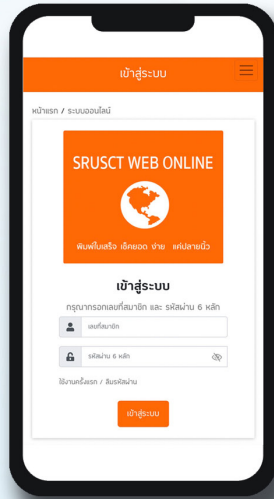 เข้าสู่ระบบ
หน้าแรก / ระบบออนไลน์
SRUSCT WEB ONLINE
พิมพ์ใบเสร็จ เช็คยอด ง่าย แค่ปลายนิ้ว
เข้าสู่ระบบ
กรุณากรอกเลขที่สมาชิก และ รหัสผ่าน 6 หลัก
เลขที่สมาชิก
รหัสผ่าน 6 หลัก
ใช้งานครั้งแรก / ลืมรหัสผ่าน
เข้าสู่ระบบ